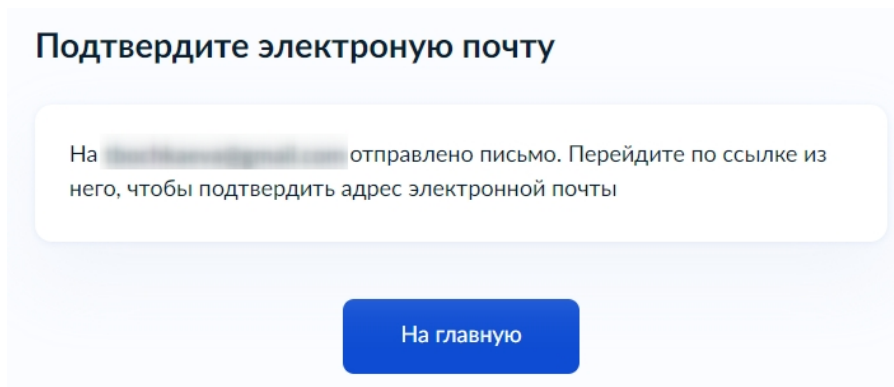 Подтвердите электроную почту
На отправлено письмо. Перейдите по ссылке из
него, чтобы подтвердить адрес электронной почты
На главную